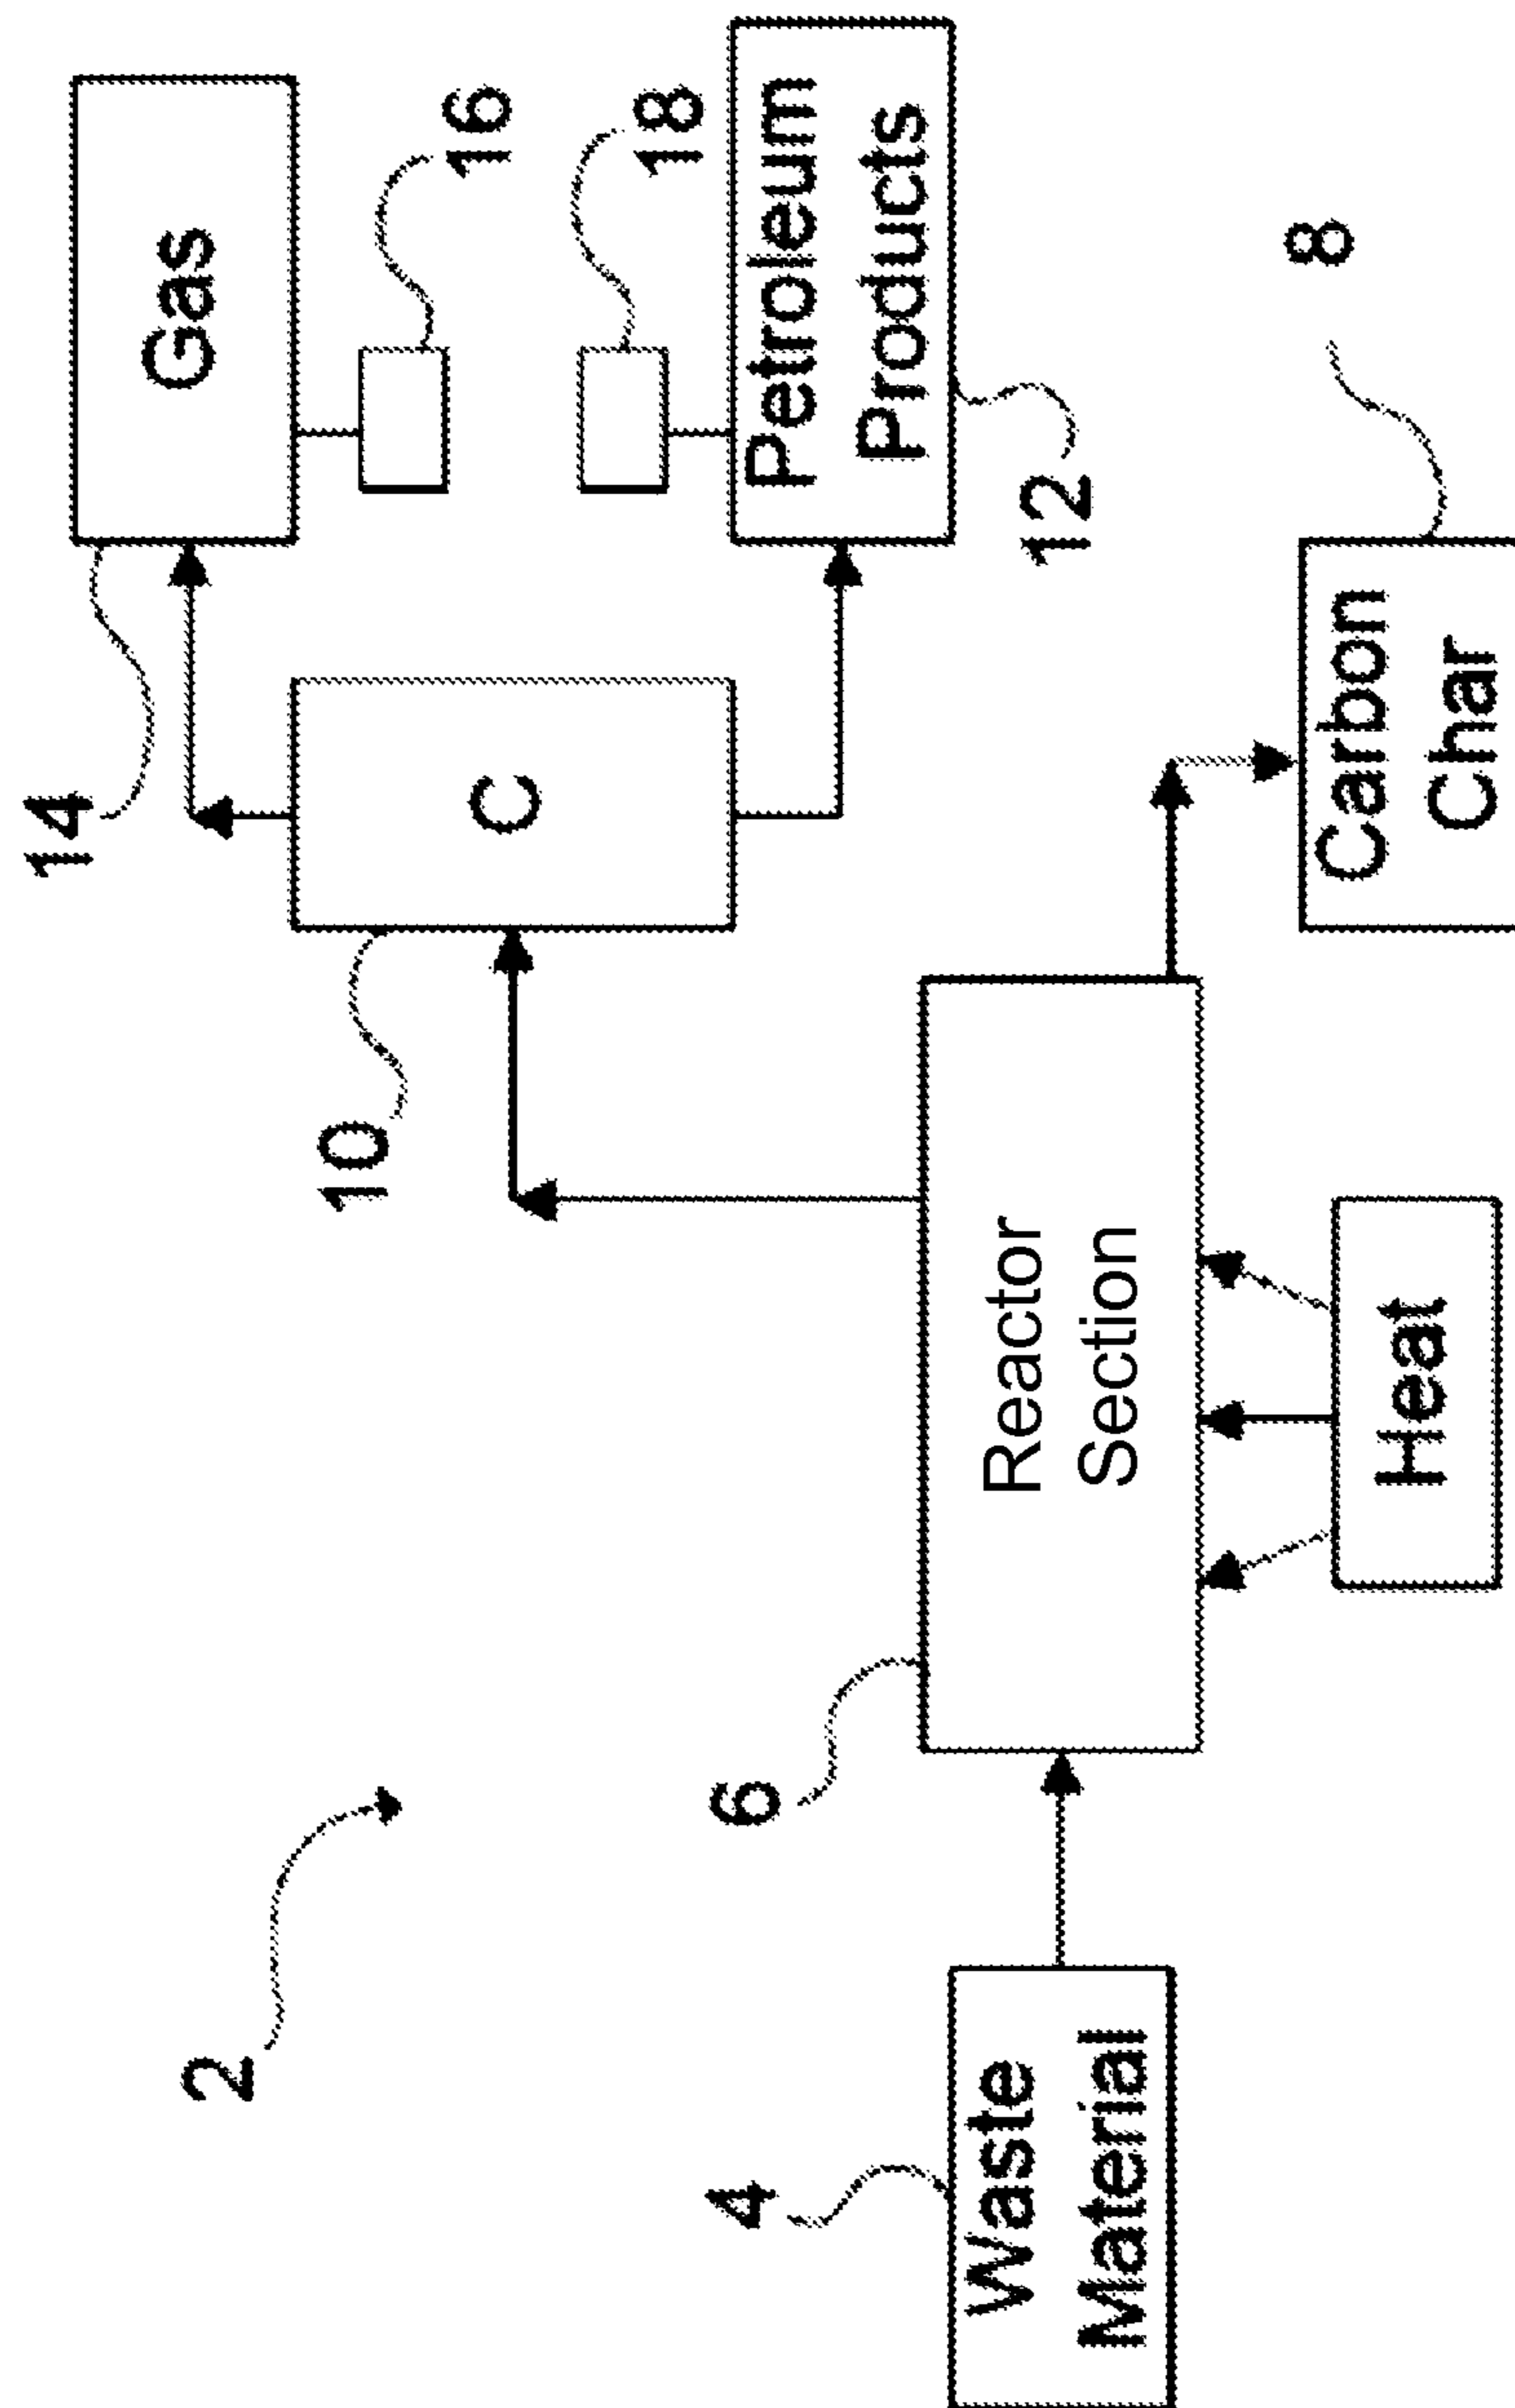 14
Gas
16
18
Petroleum
Products
12
10
C
2
6
Reactor
Section
8
Carbon
Char
4
Waste
Material
Heat